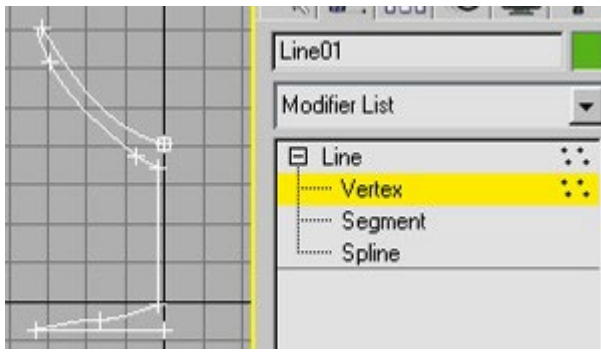 Line01
Modifier List
Line
Vertex
Segment
Spline